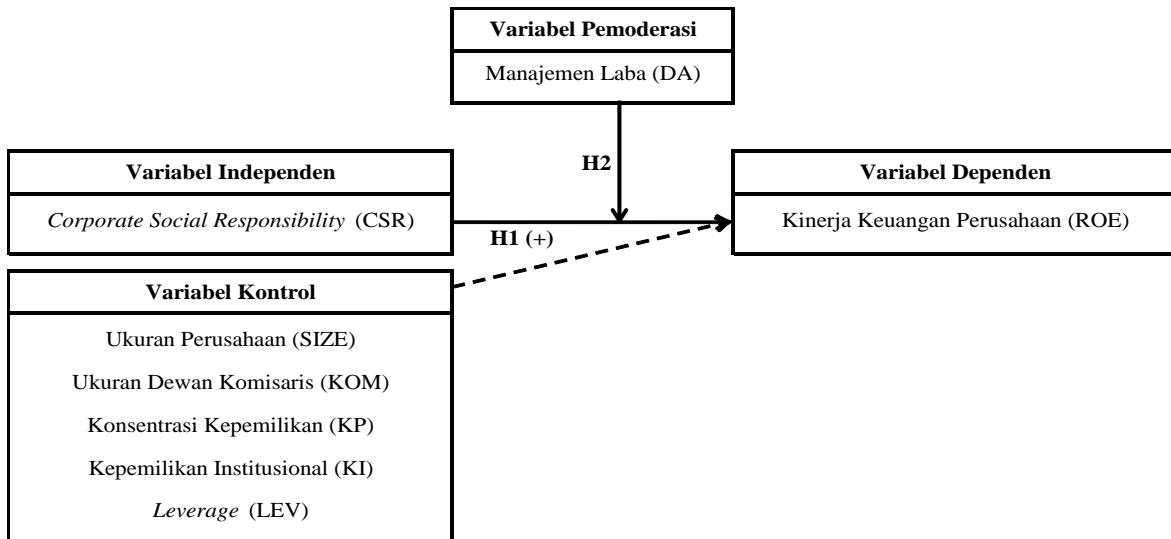 Variabel Pemoderasi
Manajemen Laba (DA)
H2
Variabel Independen
Corporate Social Responsibility (CSR)
H1 (+)
Variabel Dependen
Kinerja Keuangan Perusahaan (ROE)
Variabel Kontrol
Ukuran Perusahaan (SIZE)
Ukuran Dewan Komisaris (KOM)
Konsentrasi Kepemilikan (KP)
Kepemilikan Institusional (KI)
Leverage (LEV)